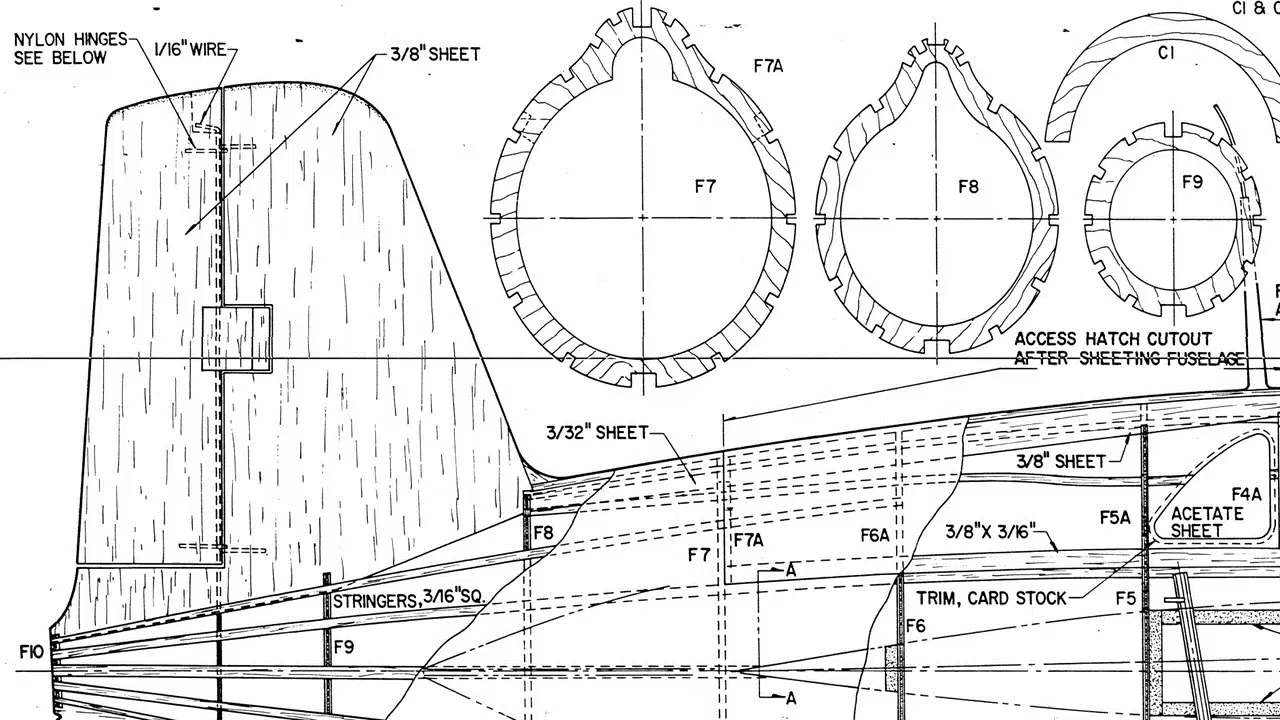 NYLON HINGES
SEE BELOW
1/16" WIRE
3/8" SHEET
F7A
C1 & C
C1
F7
F8
F9
ACCESS HATCH CUTOUT
AFTER SHEETING FUSELAGE
3/32" SHEET
3/8" SHEET
F4A
ACETATE
SHEET
F5A
F8
F7
F7A
F6A
3/8" X 3/16"
A
STRINGERS, 3/16" SQ.
TRIM, CARD STOCK
F5
F6
F10
F9
A